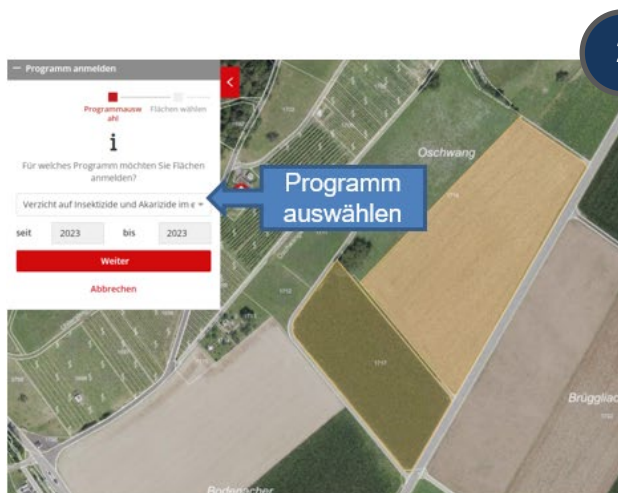 Programm anmelden
Programmausw
ahl
Flächen wählen
i
Für welches Programm möchten Sie Flächen
anmelden?
Verzicht auf Insektizide und Akarizide im e
seit 2023 bis 2023
Weiter
Abbrechen
Programm
auswählen
Oschwang
1717
Bodenacher